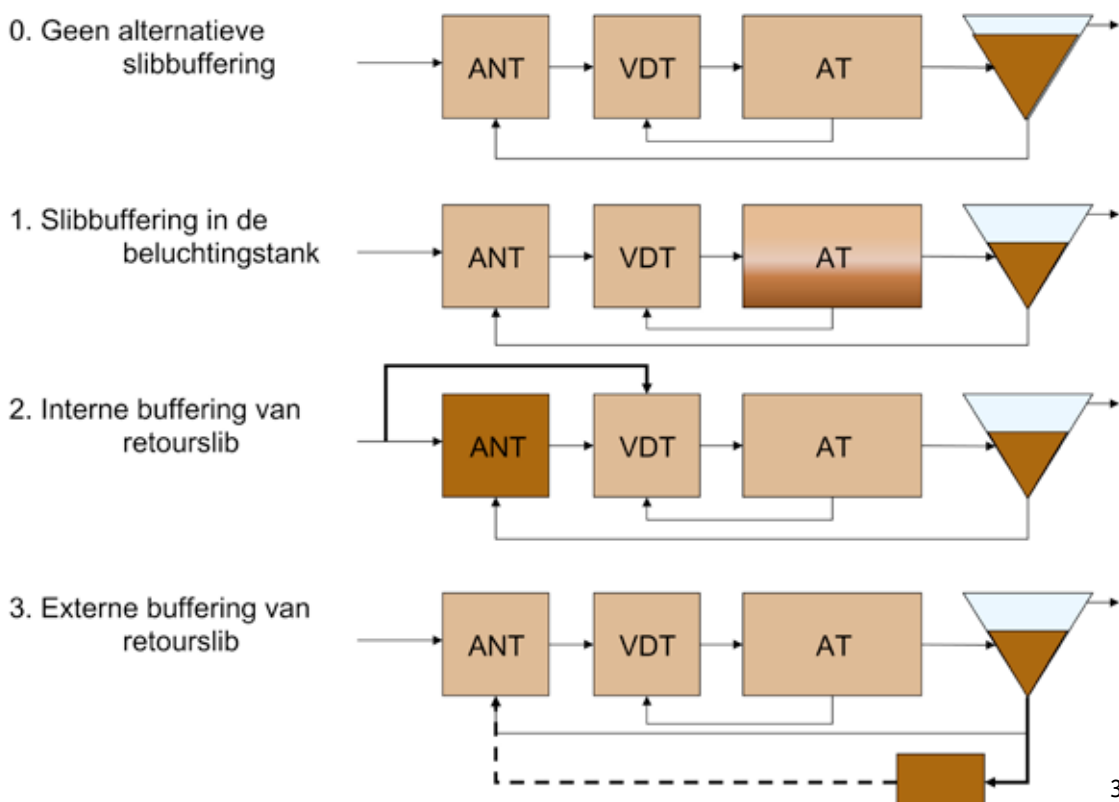 0. Geen alternatieve
slibbuffering
ANT
VDT
AT
1. Slibbuffering in de
beluchtingstank
ANT
VDT
AT
2. Interne buffering van
retourslib
ANT
VDT
AT
3. Externe buffering van
retourslib
ANT
VDT
AT
3